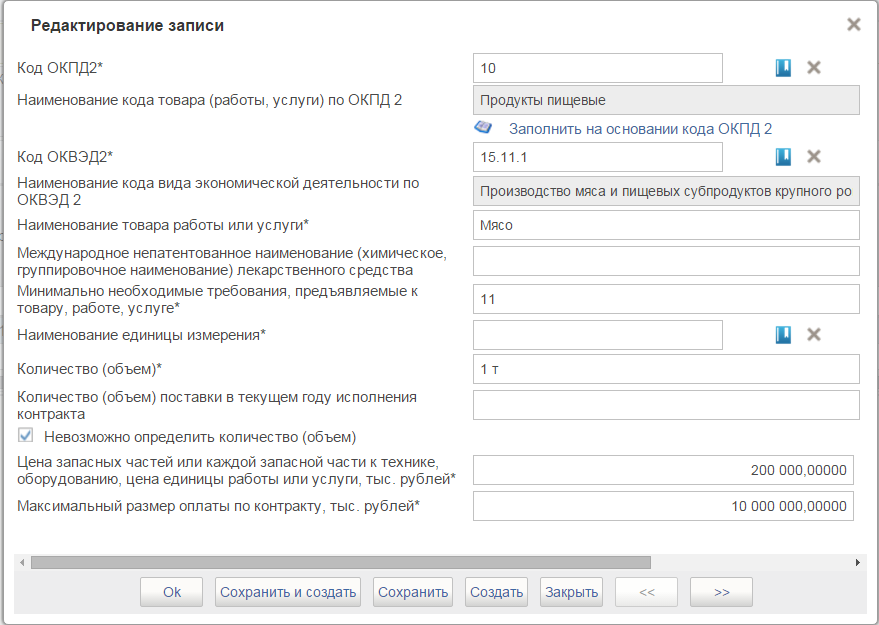 Редактирование записи
Код ОКПД2*
10
Наименование кода товара (работы, услуги) по ОКПД 2
Продукты пищевые
Заполнить на основании кода ОКПД 2
Код ОКВЭД2*
15.11.1
Наименование кода вида экономической деятельности по
ОКВЭД 2
Производство мяса и пищевых субпродуктов крупного ро
Наименование товара работы или услуги*
Мясо
Международное непатентованное наименование (химическое,
группировочное наименование) лекарственного средства
Минимально необходимые требования, предъявляемые к
товару, работе, услуге*
11
Наименование единицы измерения*
Количество (объем)*
1 т
Количество (объем) поставки в текущем году исполнения
контракта
Невозможно определить количество (объем)
Цена запасных частей или каждой запасной части к технике,
оборудованию, цена единицы работы или услуги, тыс. рублей*
200 000,00000
Максимальный размер оплаты по контракту, тыс. рублей*
10 000 000,00000
Ok Сохранить и создать Сохранить Создать Закрыть << >>